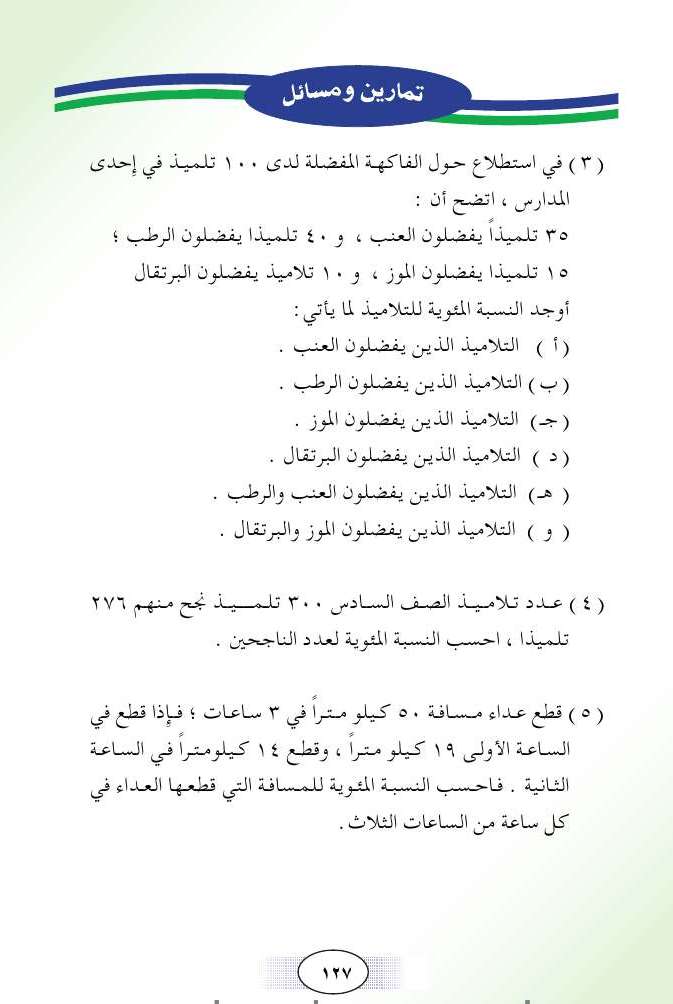 تمارين ومسائل
( ٣ ) في استطلاع حول الفاكهة المفضلة لدى ١٠٠ تلميذ في إحدى
المدارس ، اتضح أن :
٣٥ تلميذاً يفضلون العنب ، و ٤٠ تلميذا يفضلون الرطب ؛
١٥ تلميذا يفضلون الموز ، و ١٠ تلاميذ يفضلون البرتقال
أوجد النسبة المئوية للتلاميذ لما يأتي :
( أ ) التلاميذ الذين يفضلون العنب .
( ب ) التلاميذ الذين يفضلون الرطب .
( جـ ) التلاميذ الذين يفضلون الموز .
( د ) التلاميذ الذين يفضلون البرتقال .
( هـ ) التلاميذ الذين يفضلون العنب والرطب .
( و ) التلاميذ الذين يفضلون الموز والبرتقال .
( ٤ ) عدد تلاميذ الصف السادس ٣٠٠ تلميذ نجح منهم ٢٧٦
تلميذا ، احسب النسبة المئوية لعدد الناجحين .
( ٥ ) قطع عداء مسافة ٥٠ كيلو متراً في ٣ ساعات ؛ فإذا قطع في
الساعة الأولى ١٩ كيلو متراً ، وقطع ١٤ كيلومتراً في الساعة
الثانية . فاحسب النسبة المئوية للمسافة التي قطعها العداء في
كل ساعة من الساعات الثلاث .
١٢٧